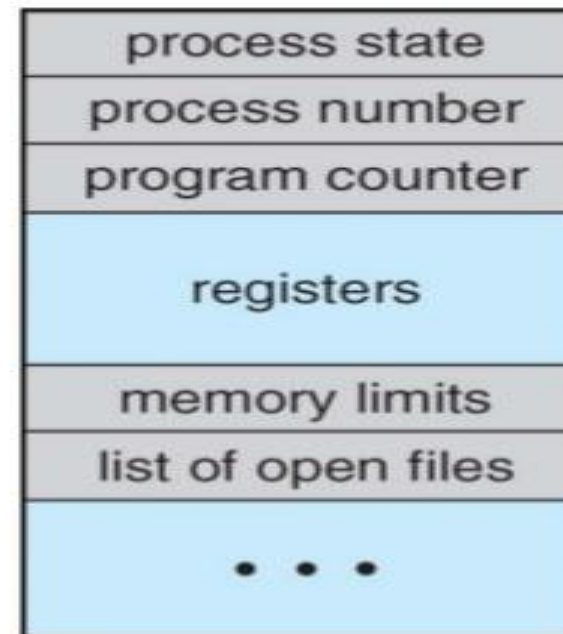 process state
process number
program counter
registers
memory limits
list of open files
• • •